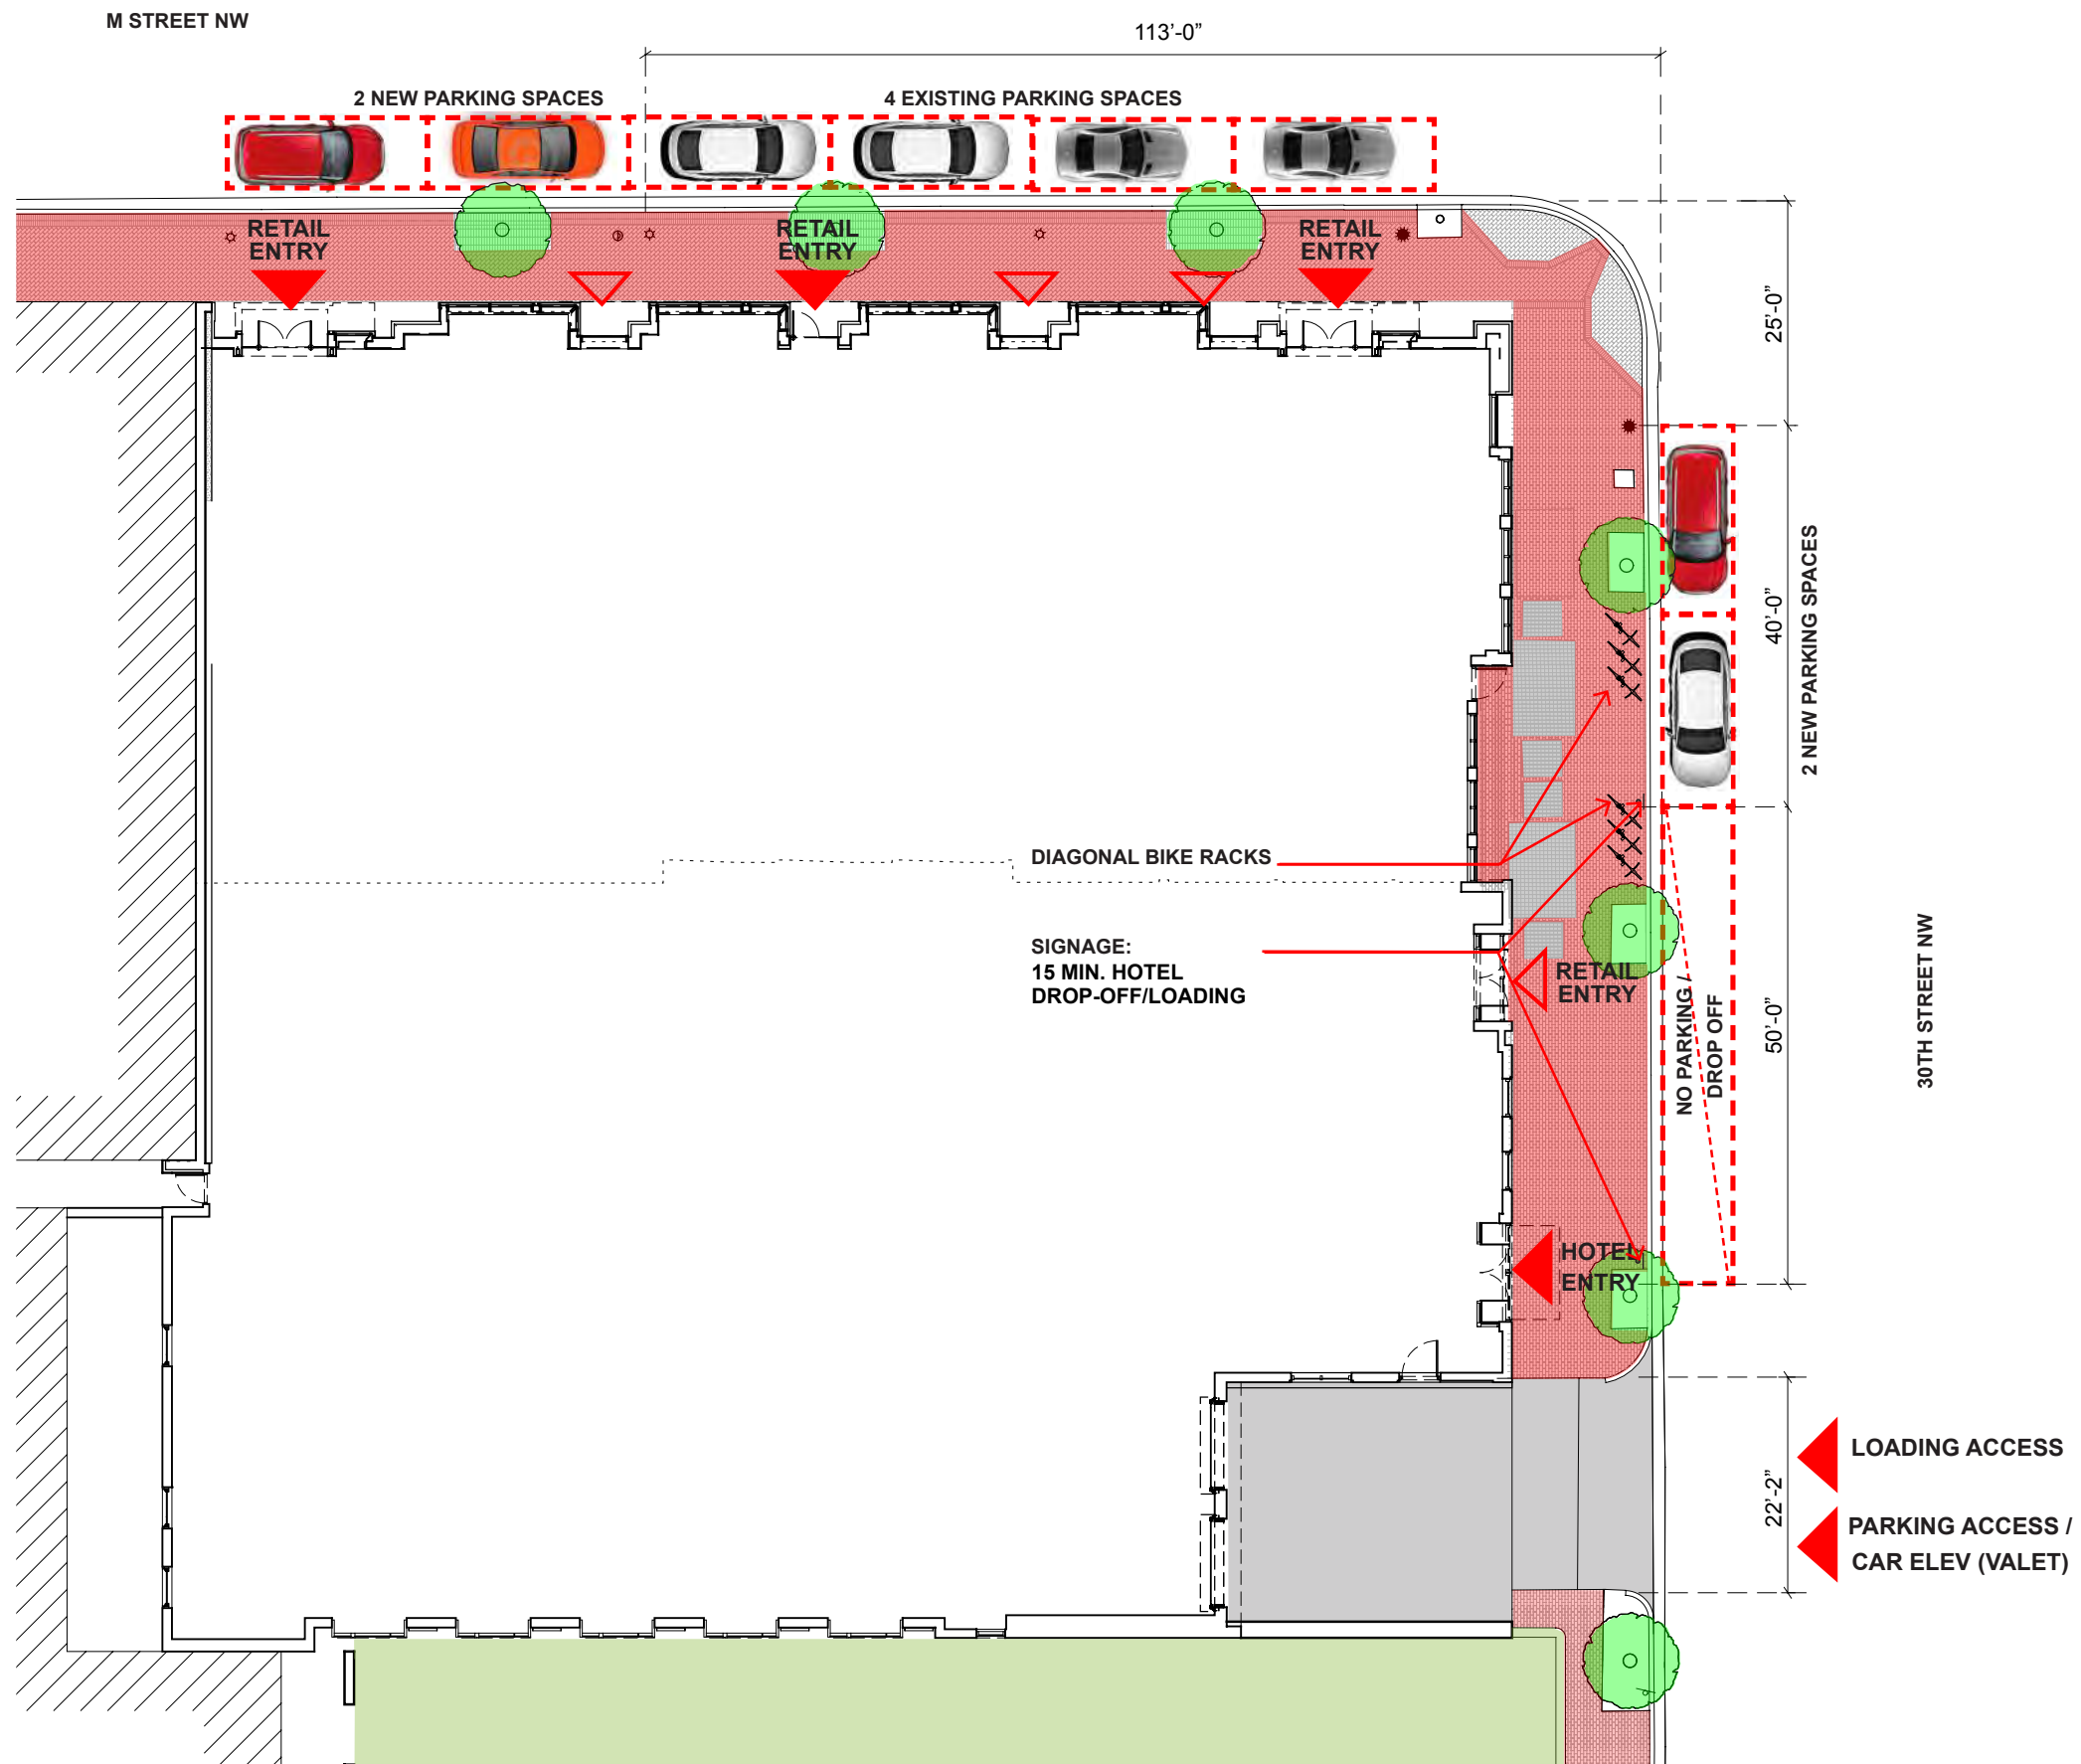 M STREET NW
113’-0”
2 NEW PARKING SPACES
4 EXISTING PARKING SPACES
RETAIL
ENTRY
RETAIL
ENTRY
RETAIL
ENTRY
25’-0”
40’-0”
2 NEW PARKING SPACES
DIAGONAL BIKE RACKS
SIGNAGE:
15 MIN. HOTEL
DROP-OFF/LOADING
RETAIL
ENTRY
NO PARKING /
DROP OFF
50’-0”
30TH STREET NW
HOTEL
ENTRY
22’-2”
LOADING ACCESS
PARKING ACCESS /
CAR ELEV (VALET)